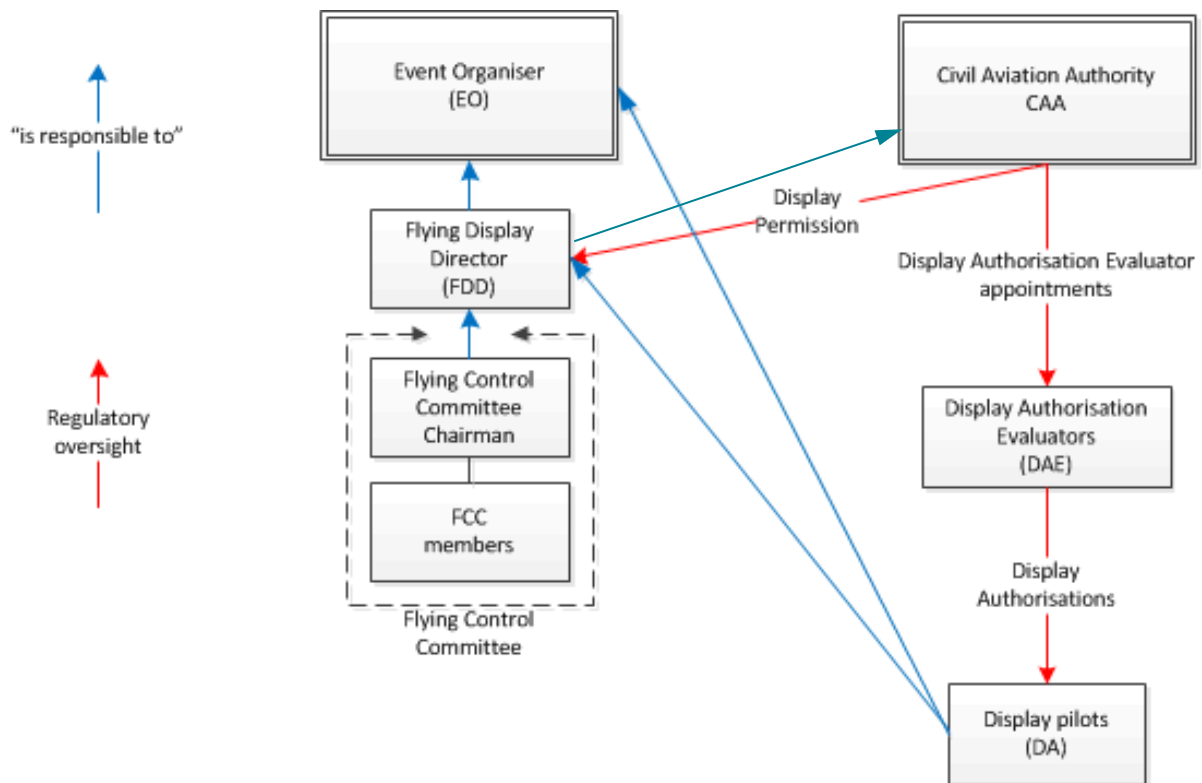 Event Organiser
(EO)
Civil Aviation Authority
CAA
“is responsible to”
Display
Permission
Flying Display
Director
(FDD)
Display Authorisation Evaluator
appointments
Regulatory
oversight
Flying Control
Committee
Chairman
Display Authorisation
Evaluators
(DAE)
FCC
members
Display
Authorisations
Flying Control
Committee
Display pilots
(DA)